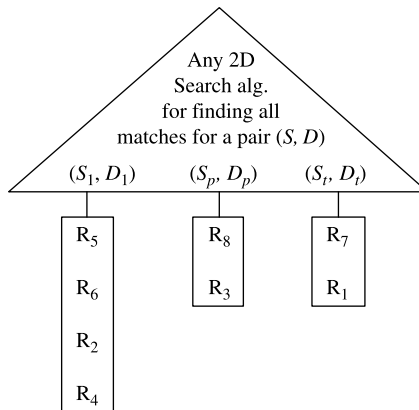 Any 2D
Search alg.
for finding all
matches for a pair (S, D)
(S₁, D₁) (Sₚ, Dₚ) (Sₜ, Dₜ)
R₅ R₈ R₇
R₆ R₃ R₁
R₂
R₄